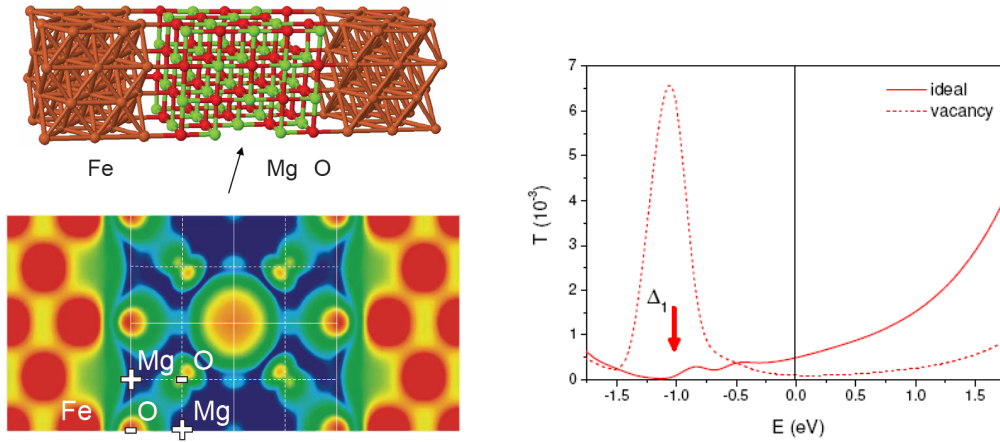 Fe Mg O
Mg O
Fe O Mg
7
6
5
4
3
2
1
0
T (10⁻³)
ideal
vacancy
Δ₁
-1.5 -1.0 -0.5 0.0 0.5 1.0 1.5
E (eV)